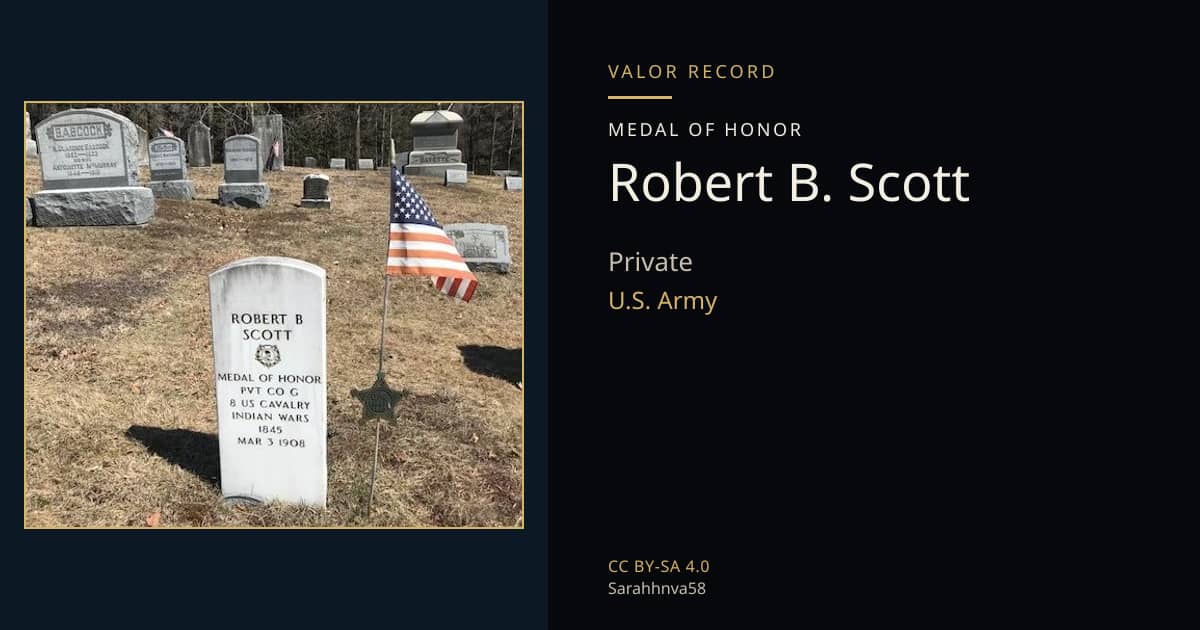 BABCOCK
ROBERT B
SCOTT
MEDAL OF HONOR
PVT CO G
8 US CAVALRY
INDIAN WARS
1845
MAR 3 1908
VALOR RECORD
MEDAL OF HONOR
Robert B. Scott
Private
U.S. Army
CC BY-SA 4.0
Sarahhnva58